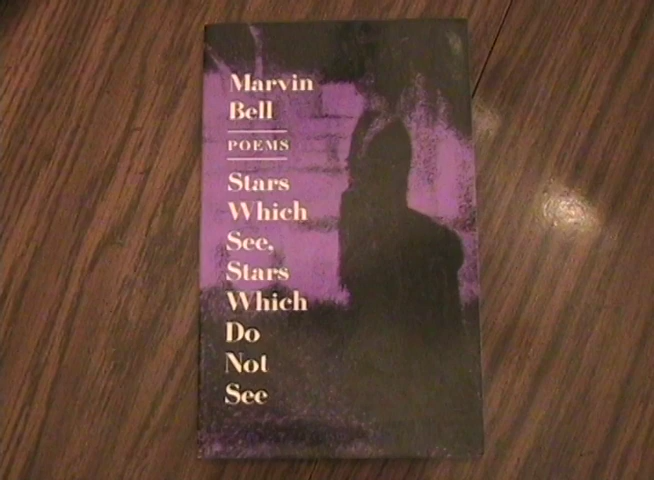 Marvin
Bell
POEMS
Stars
Which
See,
Stars
Which
Do
Not
See